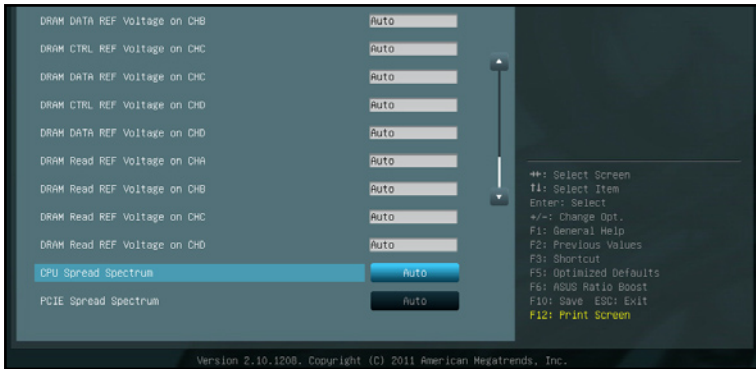 DRAM DATA REF Voltage on CHB Auto
DRAM CTRL REF Voltage on CHC Auto
DRAM DATA REF Voltage on CHC Auto
DRAM CTRL REF Voltage on CHD Auto
DRAM DATA REF Voltage on CHD Auto
DRAM Read REF Voltage on CHA Auto
DRAM Read REF Voltage on CHB Auto
DRAM Read REF Voltage on CHC Auto
DRAM Read REF Voltage on CHD Auto
CPU Spread Spectrum Auto
PCIE Spread Spectrum Auto
→←: Select Screen
↑↓: Select Item
Enter: Select
+/-: Change Opt.
F1: General Help
F2: Previous Values
F3: Shortcut
F5: Optimized Defaults
F6: ASUS Ratio Boost
F10: Save ESC: Exit
F12: Print Screen
Version 2.10.1208. Copyright (C) 2011 American Megatrends, Inc.